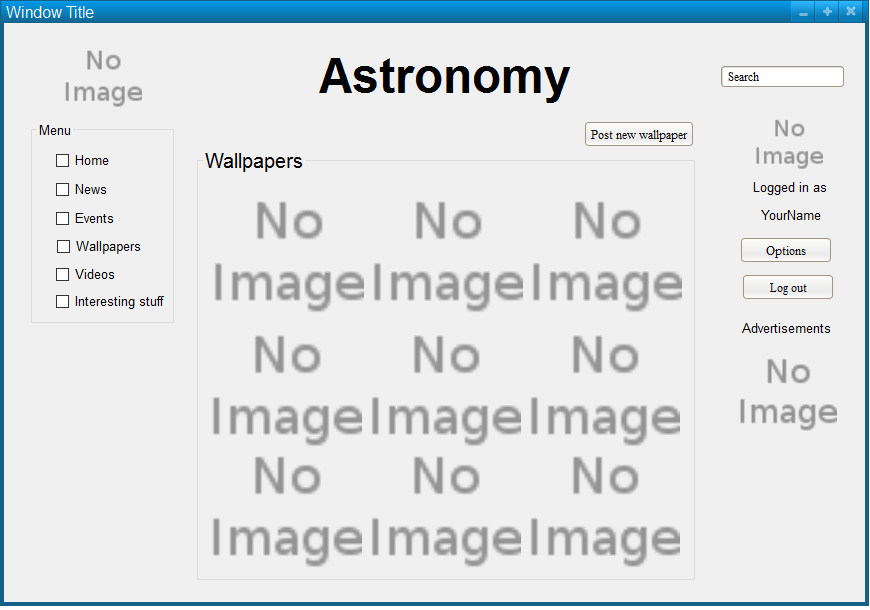 Window Title
No
Image
Astronomy
Search
Menu
Home
News
Events
Wallpapers
Videos
Interesting stuff
Post new wallpaper
Wallpapers
No No No
Image Image Image
No No No
Image Image Image
No No No
Image Image Image
No
Image
Logged in as
YourName
Options
Log out
Advertisements
No
Image